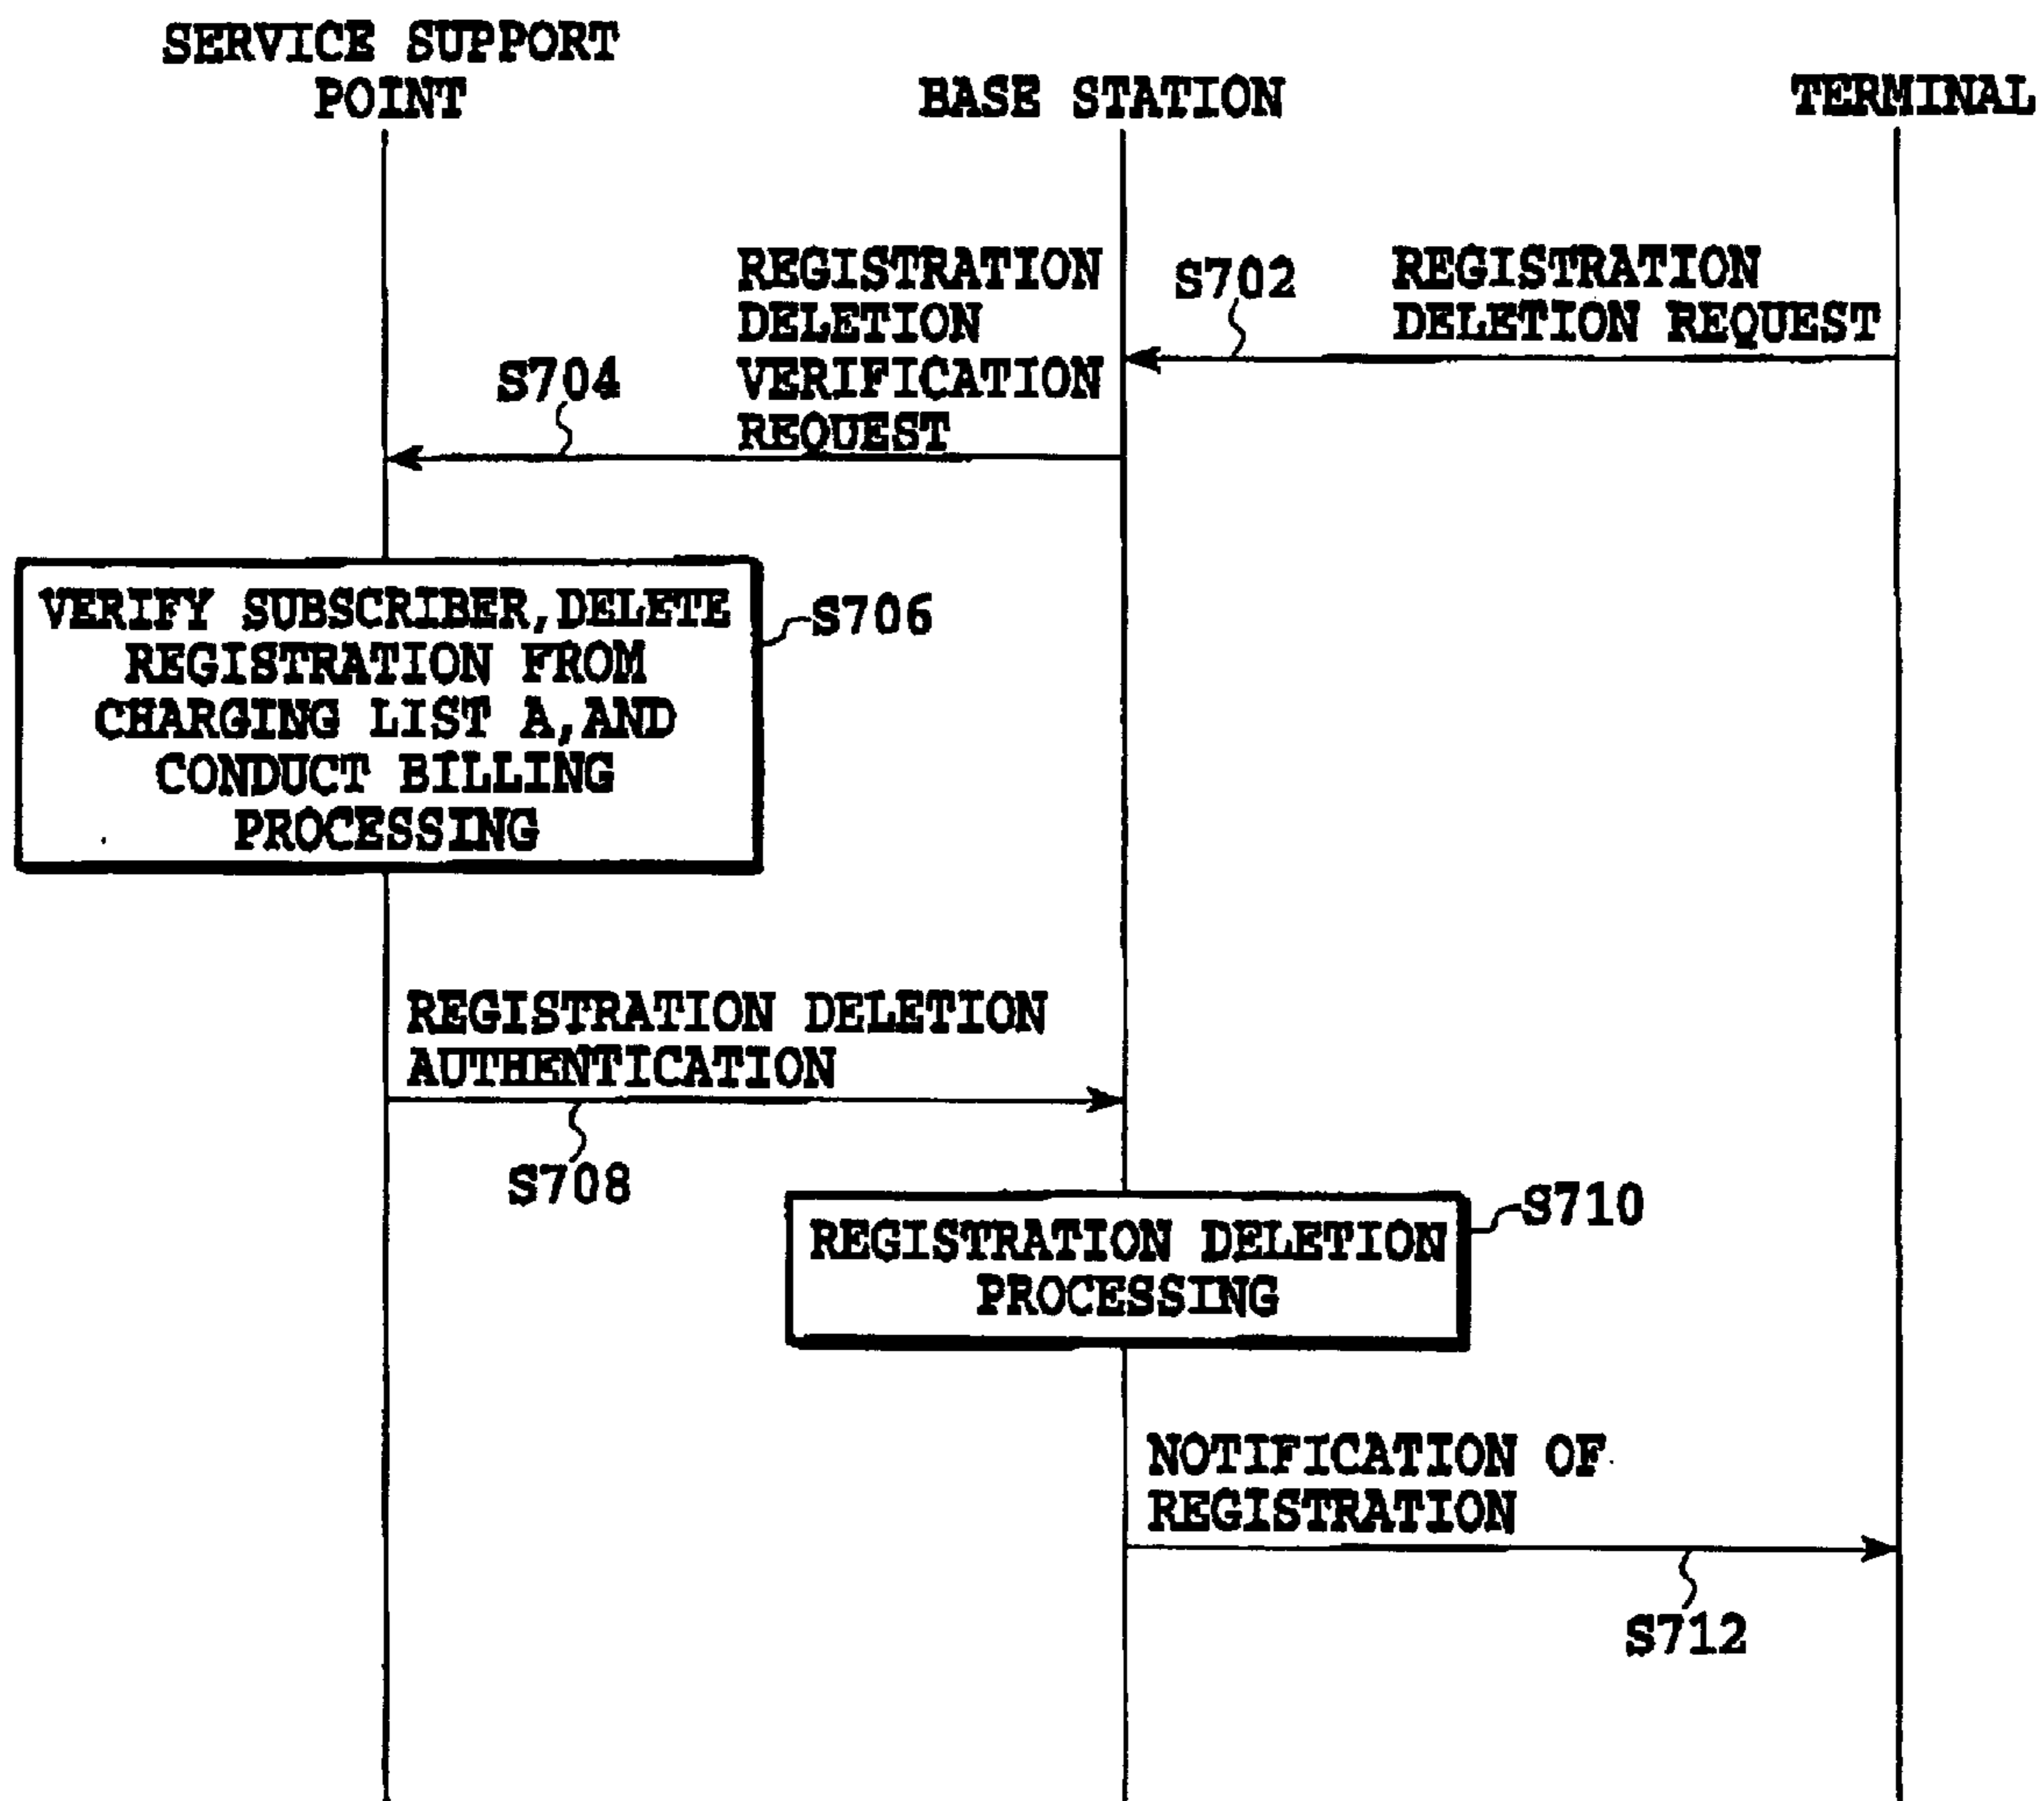 SERVICE SUPPORT
POINT
BASE STATION
TERMINAL
REGISTRATION
DELETION
VERIFICATION
REQUEST
S702
REGISTRATION
DELETION REQUEST
S704
VERIFY SUBSCRIBER, DELETE
REGISTRATION FROM
CHARGING LIST A, AND
CONDUCT BILLING
PROCESSING
S706
REGISTRATION DELETION
AUTHENTICATION
S708
REGISTRATION DELETION
PROCESSING
S710
NOTIFICATION OF
REGISTRATION
S712